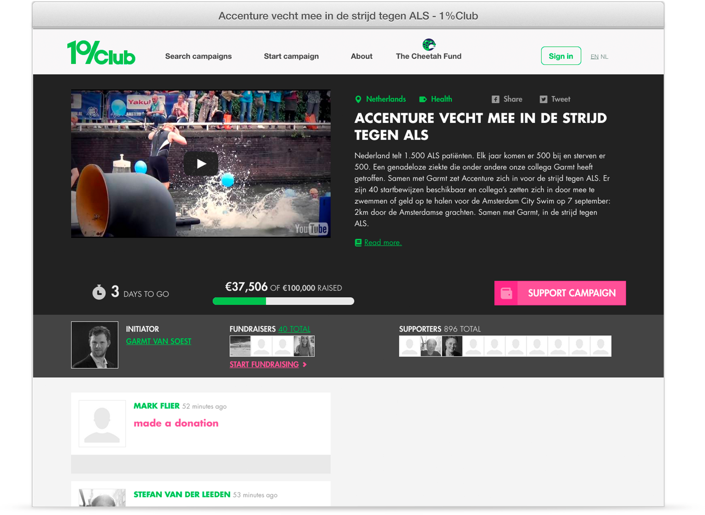 Accenture vecht mee in de strijd tegen ALS - 1%Club
1%Club
Search campaigns
Start campaign
About
The Cheetah Fund
Sign in
EN NL
Yaku!
YouTube
Netherlands
Health
Share
Tweet
ACCENTURE VECHT MEE IN DE STRIJD
TEGEN ALS
Nederland telt 1.500 ALS patiënten. Elk jaar komen er 500 bij en sterven er
500. Een genadeloze ziekte die onder andere onze collega Garmt heeft
getroffen. Samen met Garmt zet Accenture zich in voor de strijd tegen ALS. Er
zijn 40 startbewijzen beschikbaar en collega's zetten zich in door mee te
zwemmen of geld op te halen voor de Amsterdam City Swim op 7 september:
2km door de Amsterdamse grachten. Samen met Garmt, in de strijd tegen
ALS.
Read more.
3 DAYS TO GO
€37,506 OF €100,000 RAISED
SUPPORT CAMPAIGN
INITIATOR
GARMT VAN SOEST
FUNDRAISERS 40 TOTAL
START FUNDRAISING
SUPPORTERS 896 TOTAL
MARK FLIER 52 minutes ago
made a donation
STEFAN VAN DER LEEDEN 53 minutes ago